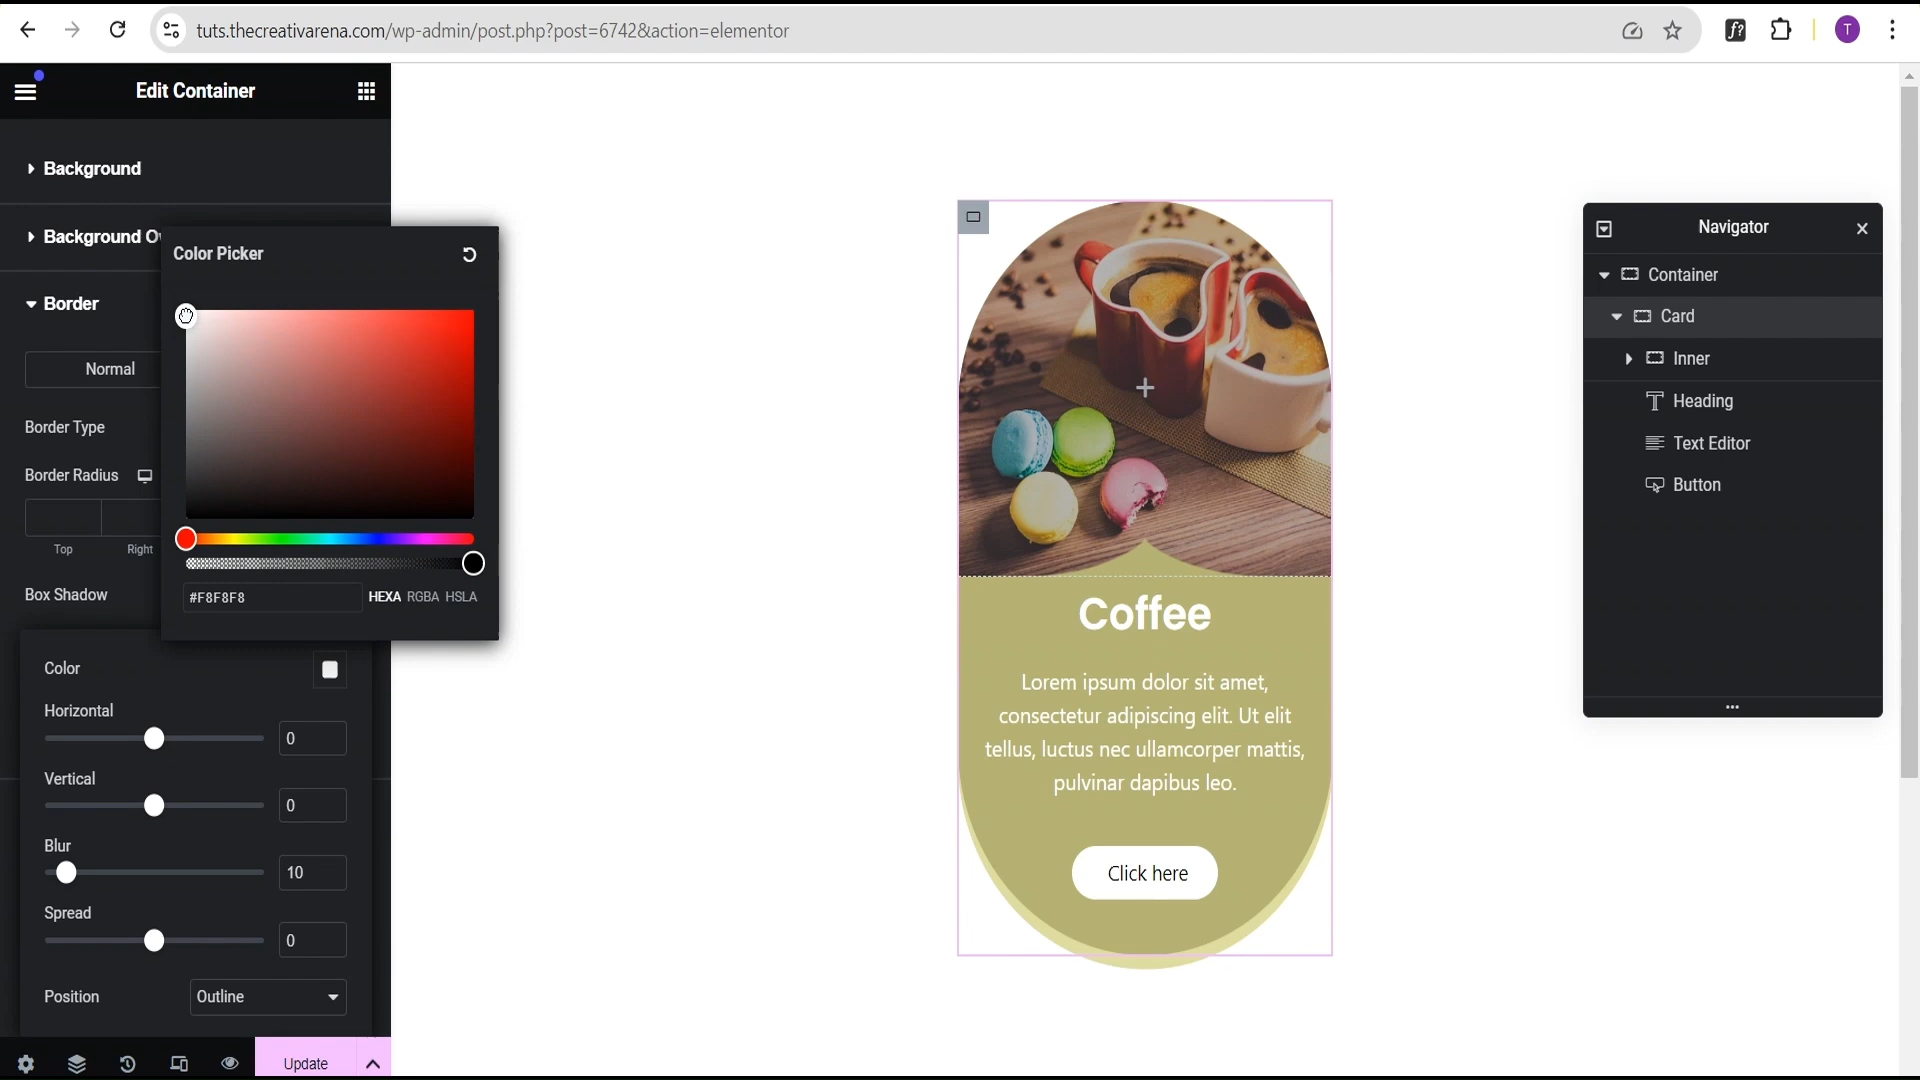 tuts.thecreativarena.com/wp-admin/post.php?post=6742&action=elementor
f?
T
Edit Container
Background
Background Ov
Color Picker
Border
Normal
Border Type
Border Radius
Top Right
Box Shadow
#F8F8F8 HEXA RGBA HSLA
Color
Horizontal
0
Vertical
0
Blur
10
Spread
0
Position Outline
Update
Coffee
Lorem ipsum dolor sit amet,
consectetur adipiscing elit. Ut elit
tellus, luctus nec ullamcorper mattis,
pulvinar dapibus leo.
Click here
Navigator
Container
Card
Inner
Heading
Text Editor
Button